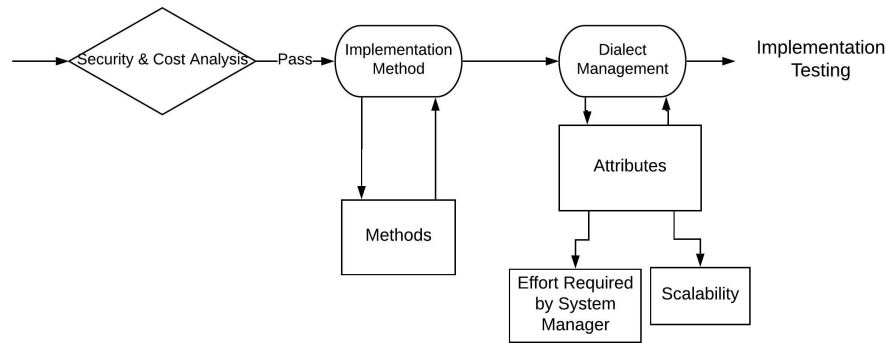 Security & Cost Analysis
Pass
Implementation
Method
Dialect
Management
Implementation
Testing
Methods
Attributes
Effort Required
by System
Manager
Scalability